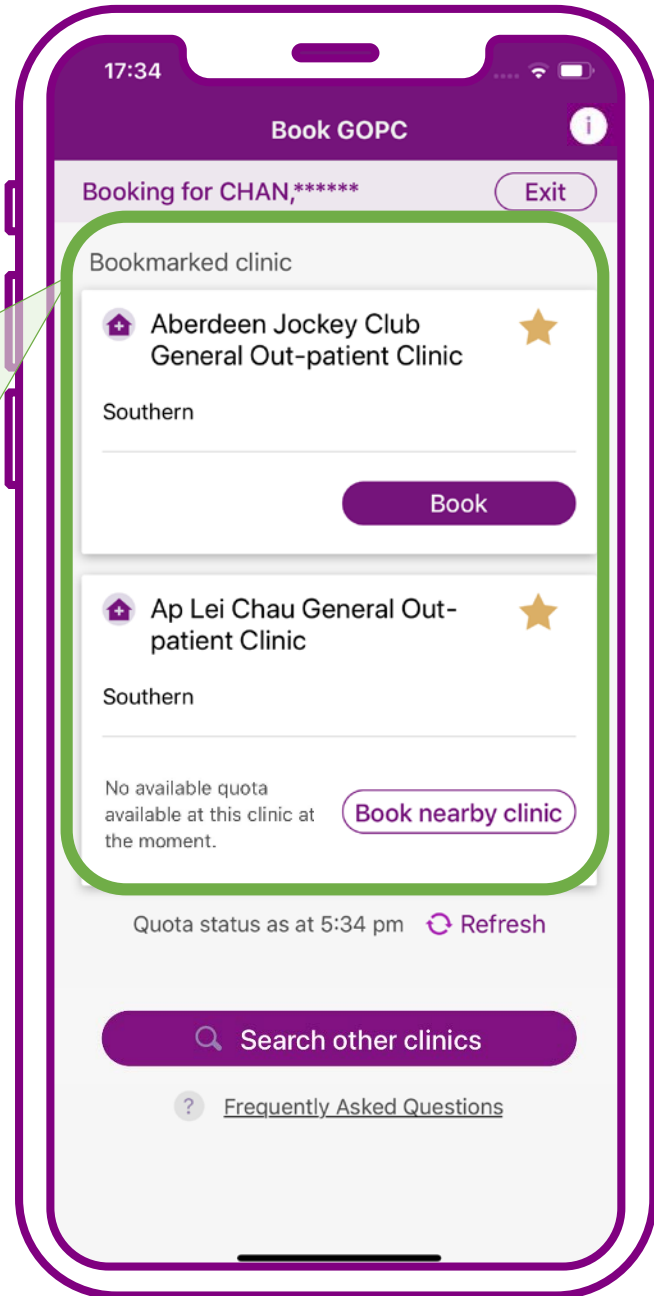 17:34
Book GOPC
i
Booking for CHAN,******
Exit
Bookmarked clinic
Aberdeen Jockey Club
General Out-patient Clinic
Southern
Book
Ap Lei Chau General Out-
patient Clinic
Southern
No available quota
available at this clinic at
the moment.
Book nearby clinic
Quota status as at 5:34 pm
Refresh
Search other clinics
?
Frequently Asked Questions